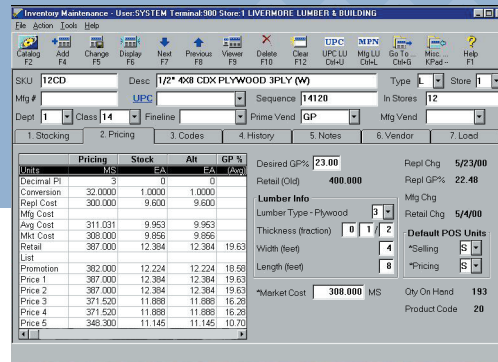 Inventory Maintenance - User:SYSTEM Terminal:900 Store:1 LIVERMORE LUMBER & BUILDING
File Action Tools Help
Catalog Add Change Display Next Previous Viewer Delete Clear UPC LU Mfg LU Go To... Misc... Help
F2 F4 F5 F6 F7 F8 F9 F10 F12 Ctrl+U Ctrl+L Ctrl+G KPad -- F1
UPC MPN
SKU 12CD Desc 1/2" 4X8 CDX PLYWOOD 3PLY (W) Type L Store 1
Mfg # UPC Sequence 14120 In Stores 12
Dept 1 Class 14 Fineline Prime Vend GP Mfg Vend
1. Stocking 2. Pricing 3. Codes 4. History 5. Notes 6. Vendor 7. Load
Pricing Stock Alt GP %
Units MS EA EA (Avg)
Decimal Pl 3 0 0
Conversion 32.0000 1.0000 1.0000
Repl Cost 300.000 9.600 9.600
Mfg Cost
Avg Cost 311.031 9.953 9.953
Mkt Cost 308.000 9.856 9.856
Retail 387.000 12.384 12.384 19.63
List
Promotion 382.000 12.224 12.224 18.58
Price 1 387.000 12.384 12.384 19.63
Price 2 387.000 12.384 12.384 19.63
Price 3 371.520 11.888 11.888 16.28
Price 4 371.520 11.888 11.888 16.28
Price 5 348.300 11.145 11.145 10.70
Desired GP% 23.00
Retail (Old) 400.000
Lumber Info
Lumber Type - Plywood 3
Thickness (fraction) 0 1 / 2
Width (feet) 4
Length (feet) 8
*Market Cost 308.000 MS
Repl Chg 5/23/00
Repl GP% 22.48
Mfg Chg
Retail Chg 5/4/00
Default POS Units
*Selling S
*Pricing S
Qty On Hand 193
Product Code 20